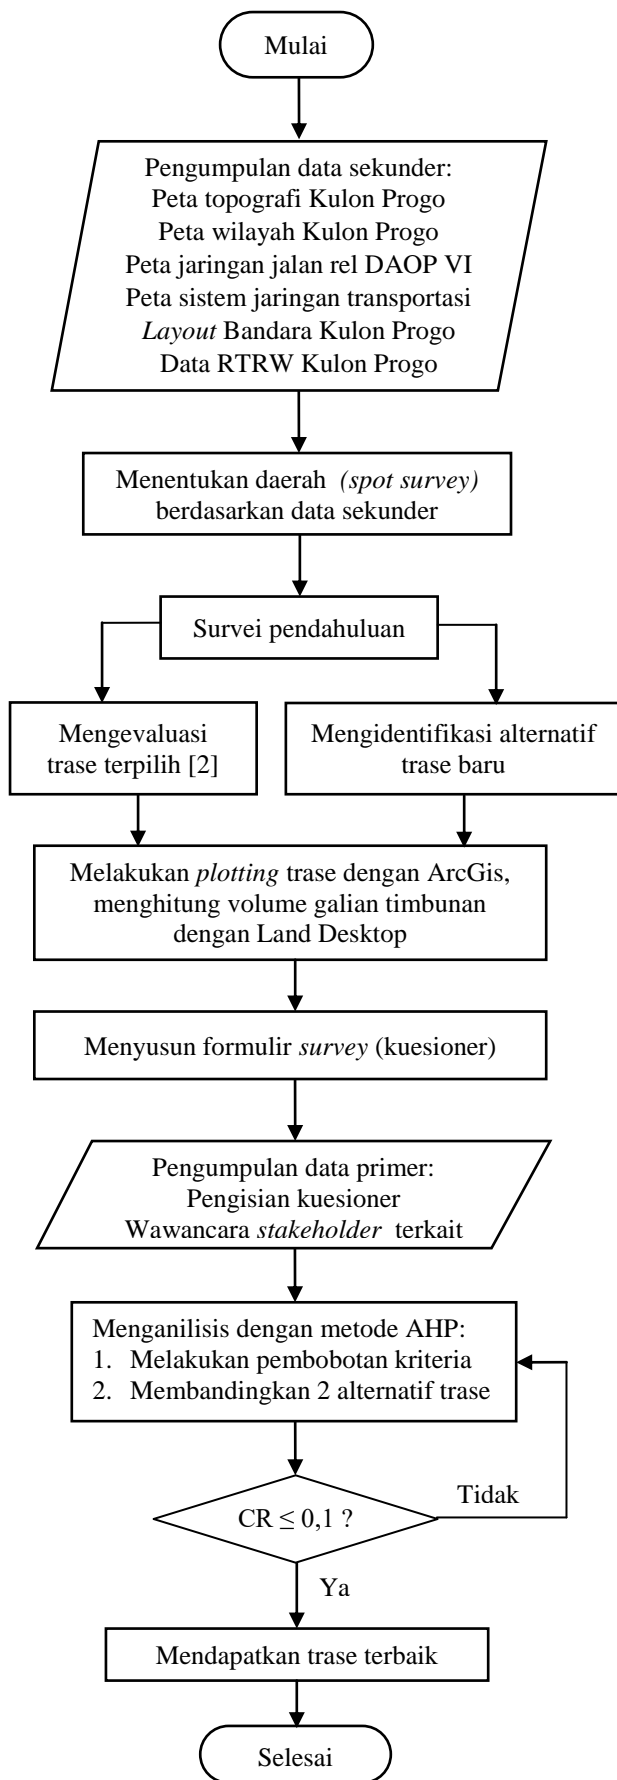 Mulai
Pengumpulan data sekunder:
Peta topografi Kulon Progo
Peta wilayah Kulon Progo
Peta jaringan jalan rel DAOP VI
Peta sistem jaringan transportasi
Layout Bandara Kulon Progo
Data RTRW Kulon Progo
Menentukan daerah (spot survey)
berdasarkan data sekunder
Survei pendahuluan
Mengevaluasi
trase terpilih [2]
Mengidentifikasi alternatif
trase baru
Melakukan plotting trase dengan ArcGis,
menghitung volume galian timbunan
dengan Land Desktop
Menyusun formulir survey (kuesioner)
Pengumpulan data primer:
Pengisian kuesioner
Wawancara stakeholder terkait
Menganilisis dengan metode AHP:
1. Melakukan pembobotan kriteria
2. Membandingkan 2 alternatif trase
CR ≤ 0,1 ?
Tidak
Ya
Mendapatkan trase terbaik
Selesai